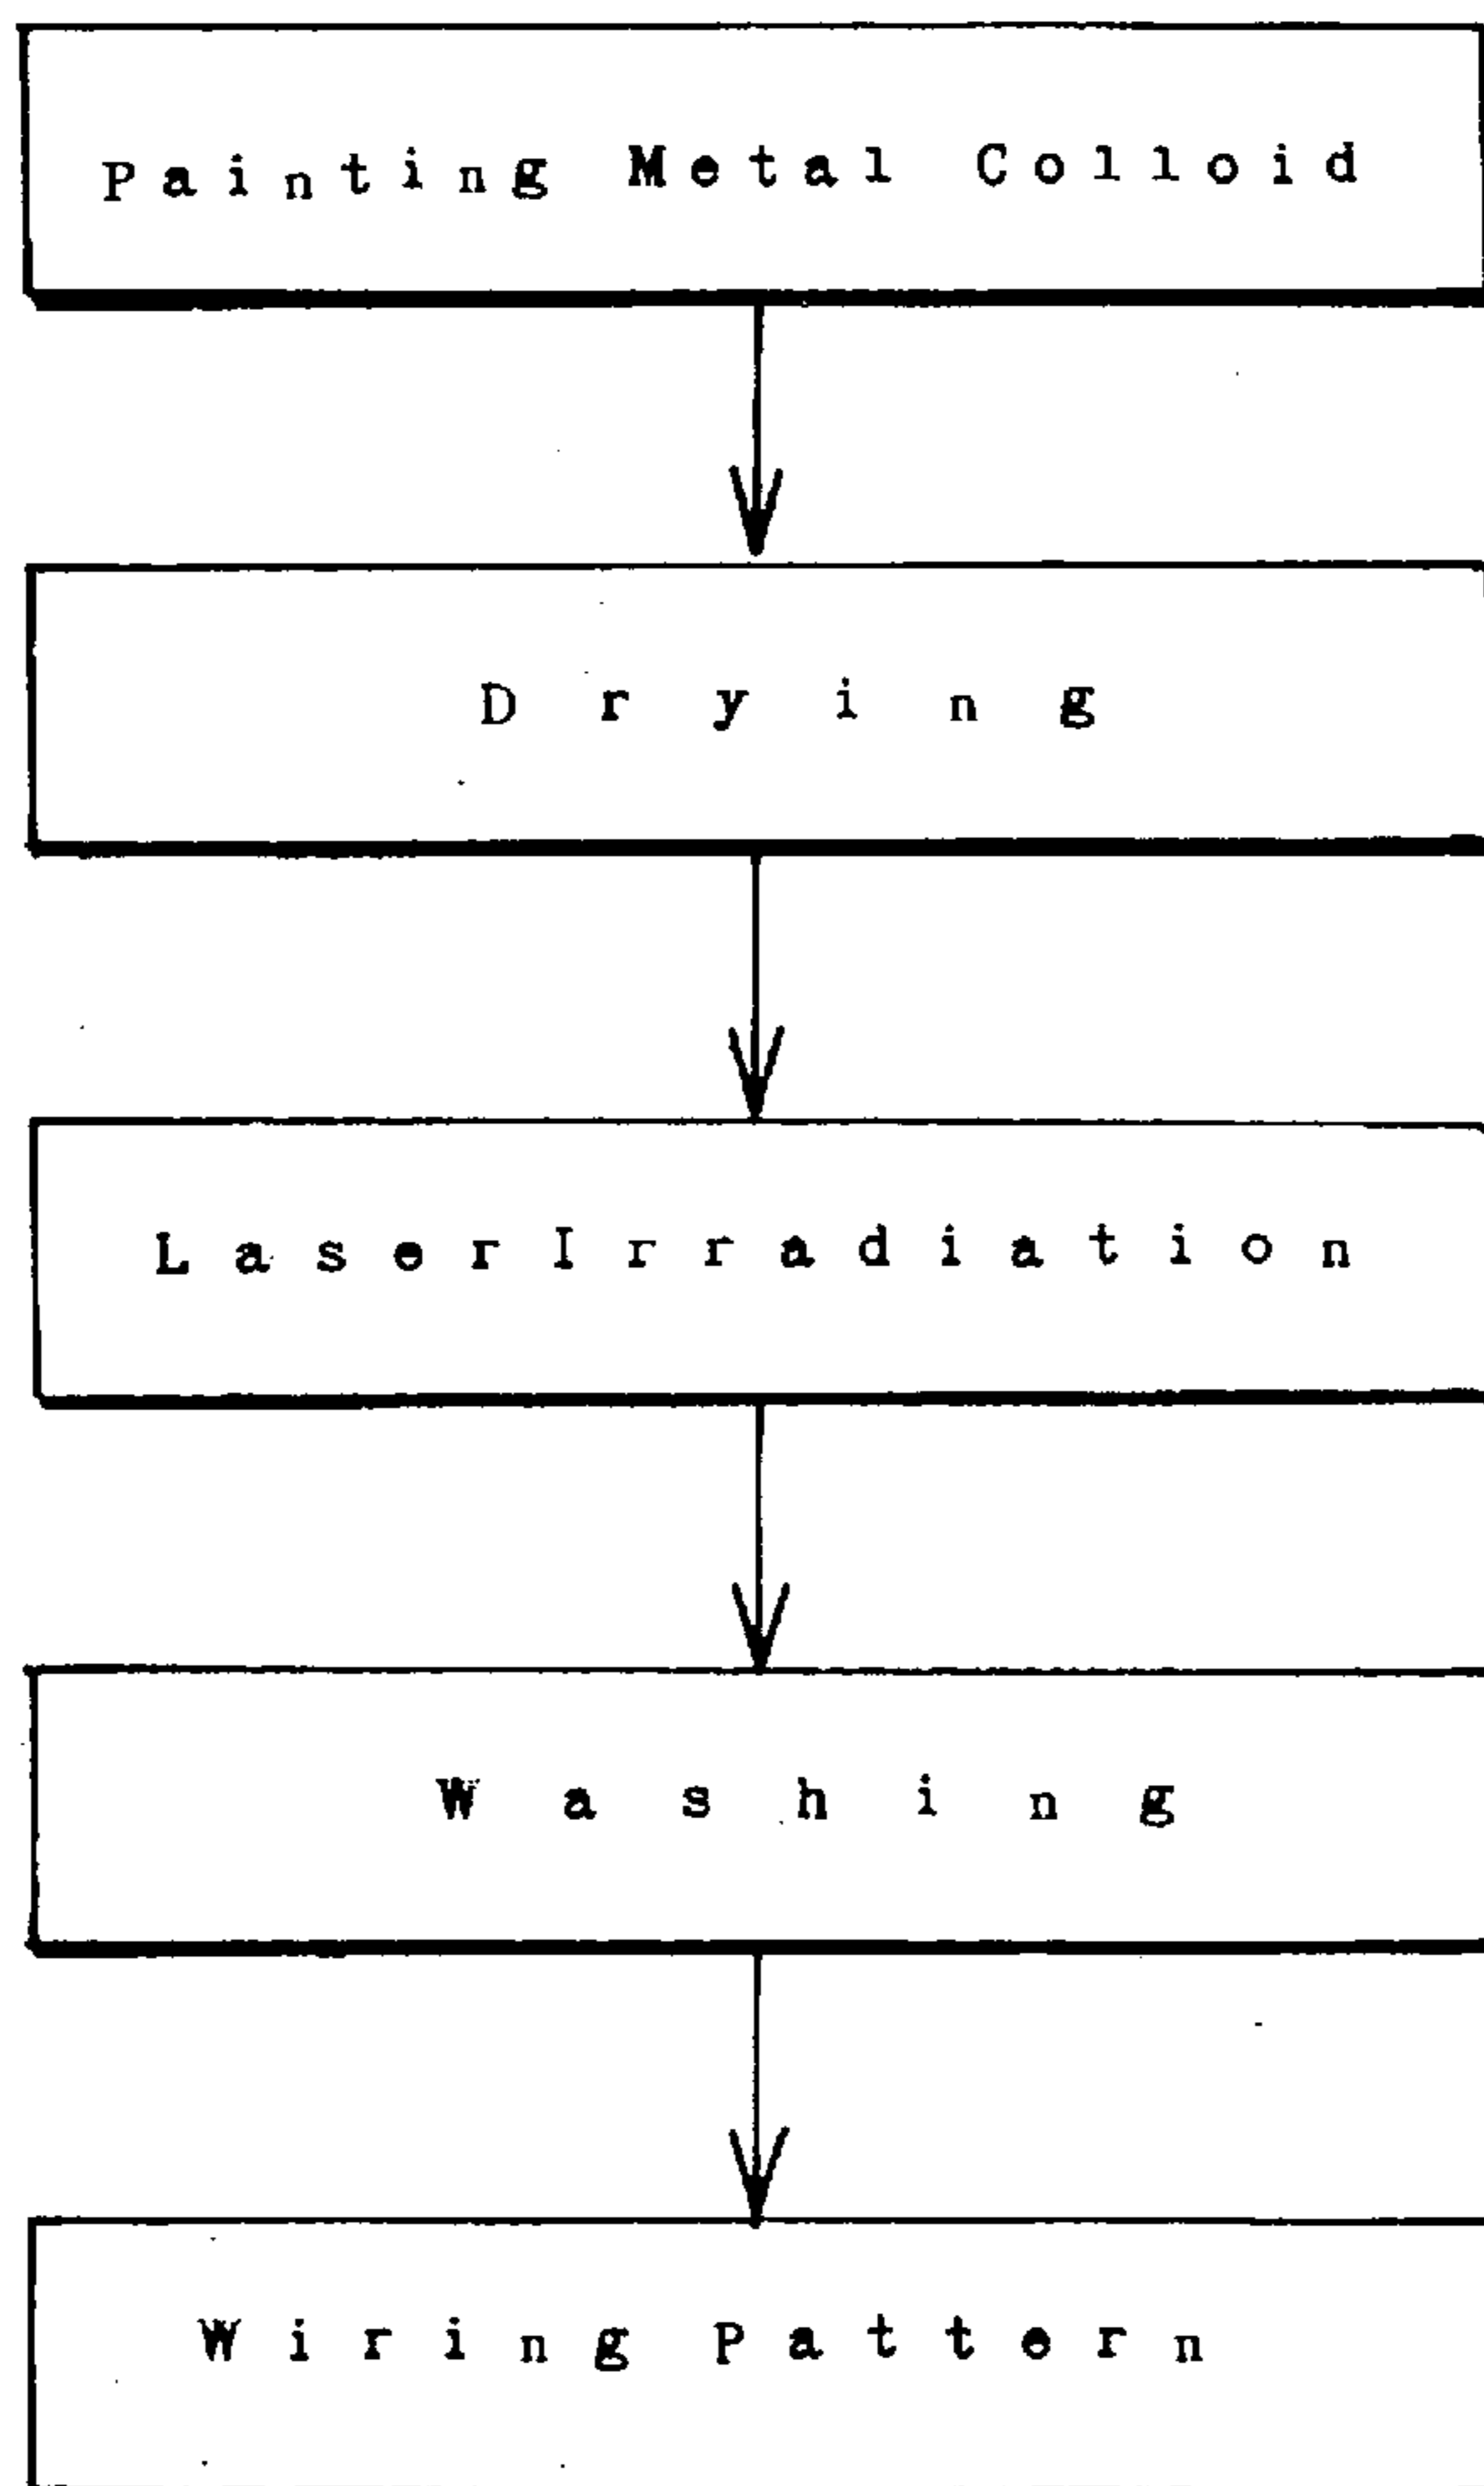 Painting Metal Colloid
Drying
LaserIrradiation
Washing
Wiring Pattern